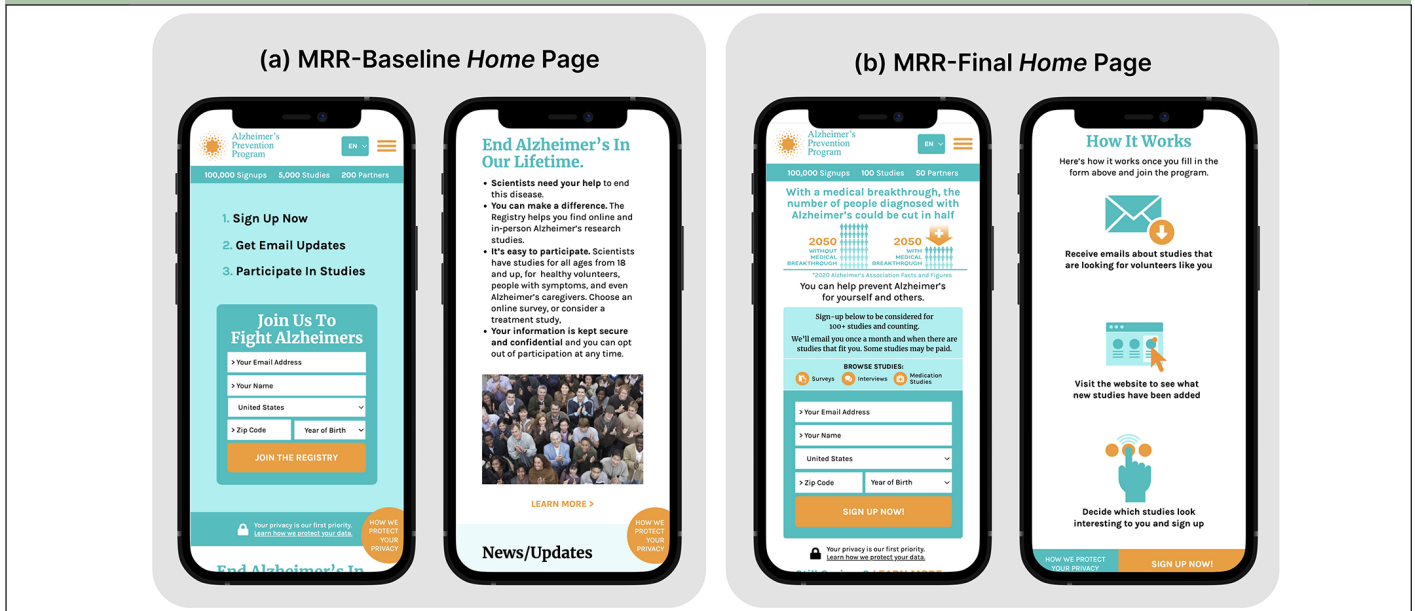 (a) MRR-Baseline Home Page
Alzheimer's
Prevention
Program
EN
100,000 Signups 5,000 Studies 200 Partners
1. Sign Up Now
2. Get Email Updates
3. Participate In Studies
Join Us To
Fight Alzheimers
> Your Email Address
> Your Name
United States
> Zip Code Year of Birth
JOIN THE REGISTRY
Your privacy is our first priority.
Learn how we protect your data.
HOW WE
PROTECT
YOUR
PRIVACY
End Alzheimer's In
End Alzheimer's In
Our Lifetime.
• Scientists need your help to end
this disease.
• You can make a difference. The
Registry helps you find online and
in-person Alzheimer's research
studies.
• It's easy to participate. Scientists
have studies for all ages from 18
and up, for healthy volunteers,
people with symptoms, and even
Alzheimer's caregivers. Choose an
online survey, or consider a
treatment study,
• Your information is kept secure
and confidential and you can opt
out of participation at any time.
LEARN MORE >
HOW WE
PROTECT
YOUR
PRIVACY
News/Updates
(b) MRR-Final Home Page
Alzheimer's
Prevention
Program
EN
100,000 Signups 100 Studies 50 Partners
With a medical breakthrough, the
number of people diagnosed with
Alzheimer's could be cut in half
2050
WITHOUT
MEDICAL
BREAKTHROUGH
2050
WITH
MEDICAL
BREAKTHROUGH
*2020 Alzheimer's Association Facts and Figures
You can help prevent Alzheimer's
for yourself and others.
Sign-up below to be considered for
100+ studies and counting.
We'll email you once a month and when there are
studies that fit you. Some studies may be paid.
BROWSE STUDIES:
Surveys Interviews Medication
Studies
> Your Email Address
> Your Name
United States
> Zip Code Year of Birth
SIGN UP NOW!
Your privacy is our first priority.
Learn how we protect your data.
LEARN MORE
How It Works
Here's how it works once you fill in the
form above and join the program.
Receive emails about studies that
are looking for volunteers like you
Visit the website to see what
new studies have been added
Decide which studies look
interesting to you and sign up
HOW WE PROTECT
YOUR PRIVACY
SIGN UP NOW!